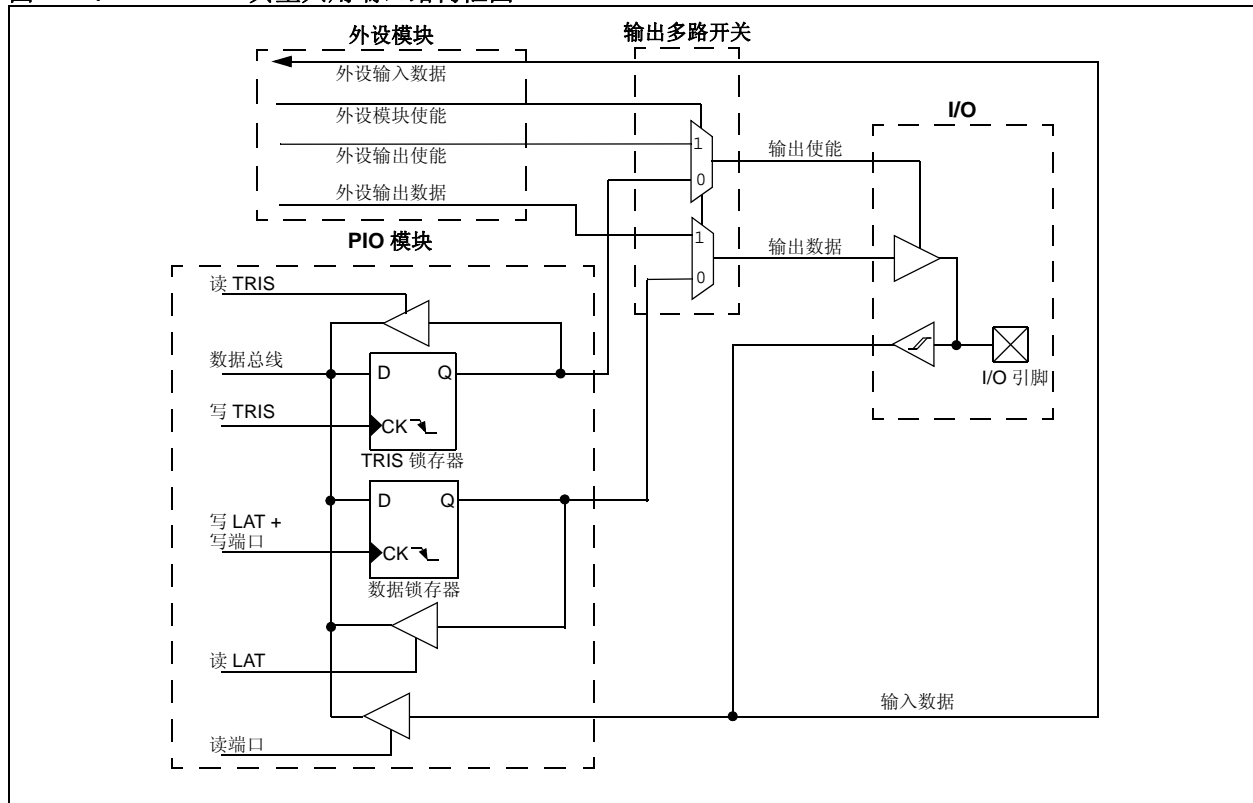 外设模块
输出多路开关
外设输入数据
外设模块使能
I/O
1
外设输出使能
输出使能
0
外设输出数据
PIO 模块
1
输出数据
0
读 TRIS
数据总线
D
Q
I/O 引脚
写 TRIS
CK
TRIS 锁存器
D
Q
写 LAT +
写端口
CK
数据锁存器
读 LAT
输入数据
读端口